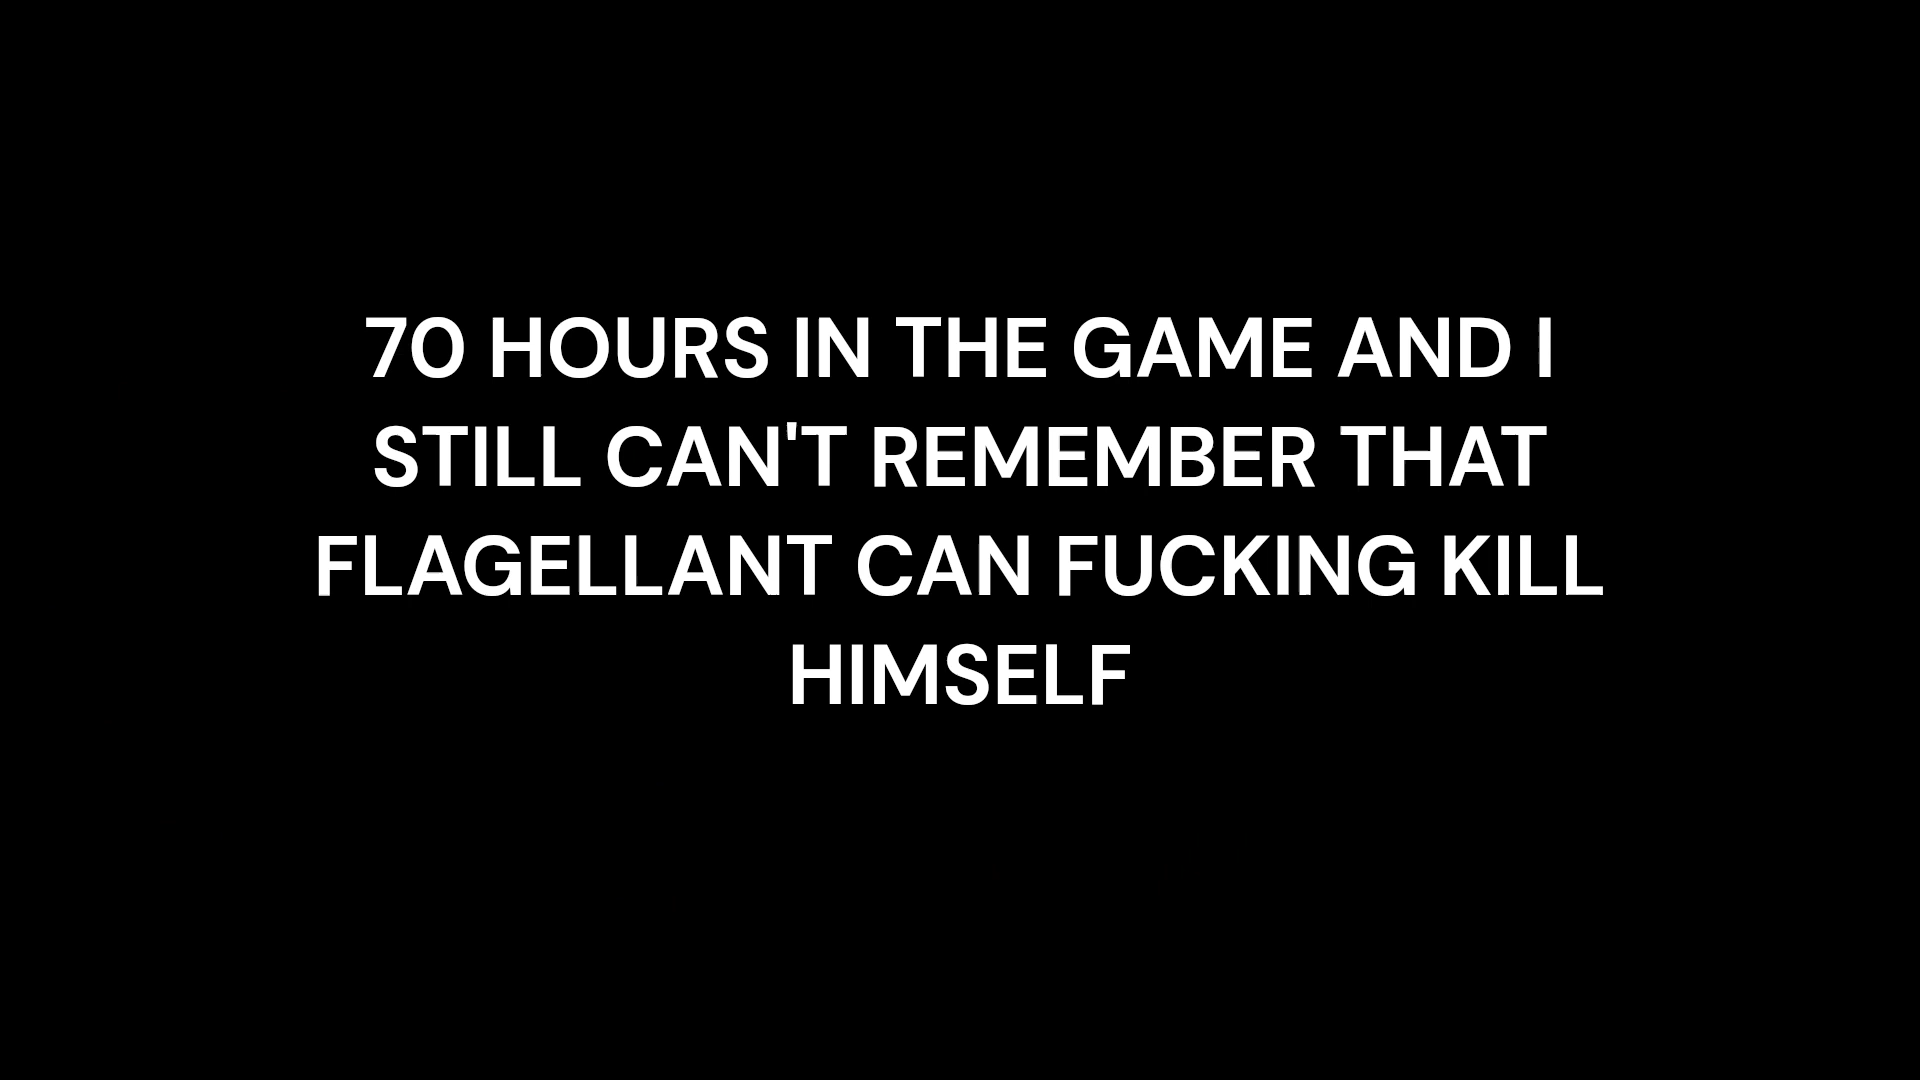 70 HOURS IN THE GAME AND I
STILL CAN'T REMEMBER THAT
FLAGELLANT CAN FUCKING KILL
HIMSELF